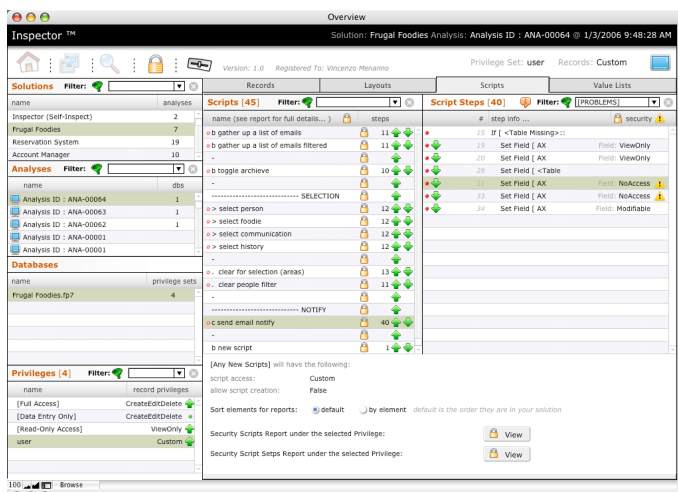 Overview
Inspector ™
Solution: Frugal Foodies Analysis: Analysis ID : ANA-00064 @ 1/3/2006 9:48:28 AM
Version: 1.0 Registered To: Vincenzo Menanno
Privilege Set: user Records: Custom
Solutions Filter:
name analyses
Inspector (Self-Inspect) 2
Frugal Foodies 7
Reservation System 19
Account Manager 10
Analyses Filter:
name dbs
Analysis ID : ANA-00064 1
Analysis ID : ANA-00063 1
Analysis ID : ANA-00062 1
Analysis ID : ANA-00001
Analysis ID : ANA-00001
Databases
name privilege sets
Frugal Foodies.fp7 4
Privileges [4] Filter:
name record privileges
[Full Access] CreateEditDelete
[Data Entry Only] CreateEditDelete
[Read-Only Access] ViewOnly
user Custom
Records Layouts Scripts Value Lists
Scripts [45] Filter:
name (see report for full details... ) steps
b gather up a list of emails 11
b gather up a list of emails filtered 11
-
b toggle archieve 10
-
----------------------------- SELECTION
> select person 12
> select foodie 12
> select communication 12
> select history 12
-
. clear for selection (areas) 13
. clear people filter 11
-
----------------------------- NOTIFY
c send email notify 40
-
b new script 1
Script Steps [40] Filter: [PROBLEMS]
# step info ... security
15 If [ <Table Missing>::
19 Set Field [ AX Field: ViewOnly
20 Set Field [ AX Field: ViewOnly
28 Set Field [ <Table
31 Set Field [ AX Field: NoAccess
33 Set Field [ AX Field: NoAccess
34 Set Field [ AX Field: Modifiable
[Any New Scripts] will have the following:
script access: Custom
allow script creation: False
Sort elements for reports: default by element default is the order they are in your solution
Security Scripts Report under the selected Privilege: View
Security Script Setps Report under the selected Privilege: View
100 Browse